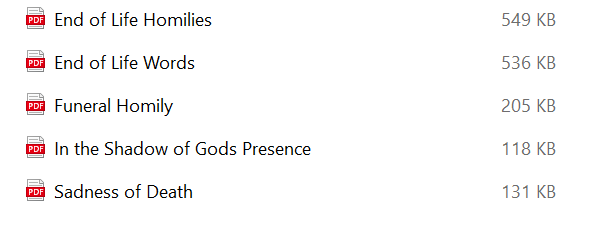 PDF End of Life Homilies 549 KB
PDF End of Life Words 536 KB
PDF Funeral Homily 205 KB
PDF In the Shadow of Gods Presence 118 KB
PDF Sadness of Death 131 KB